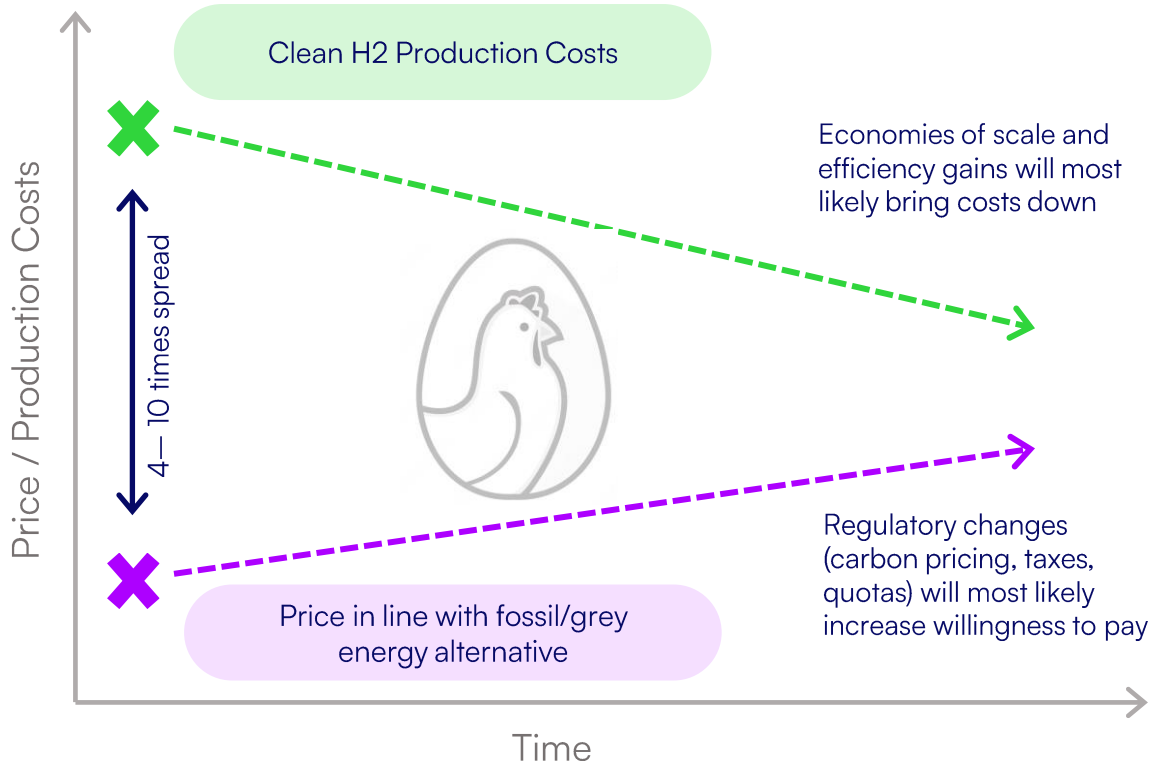 Clean H2 Production Costs
Economies of scale and
efficiency gains will most
likely bring costs down
Price / Production Costs
4— 10 times spread
Regulatory changes
(carbon pricing, taxes,
quotas) will most likely
increase willingness to pay
Price in line with fossil/grey
energy alternative
Time